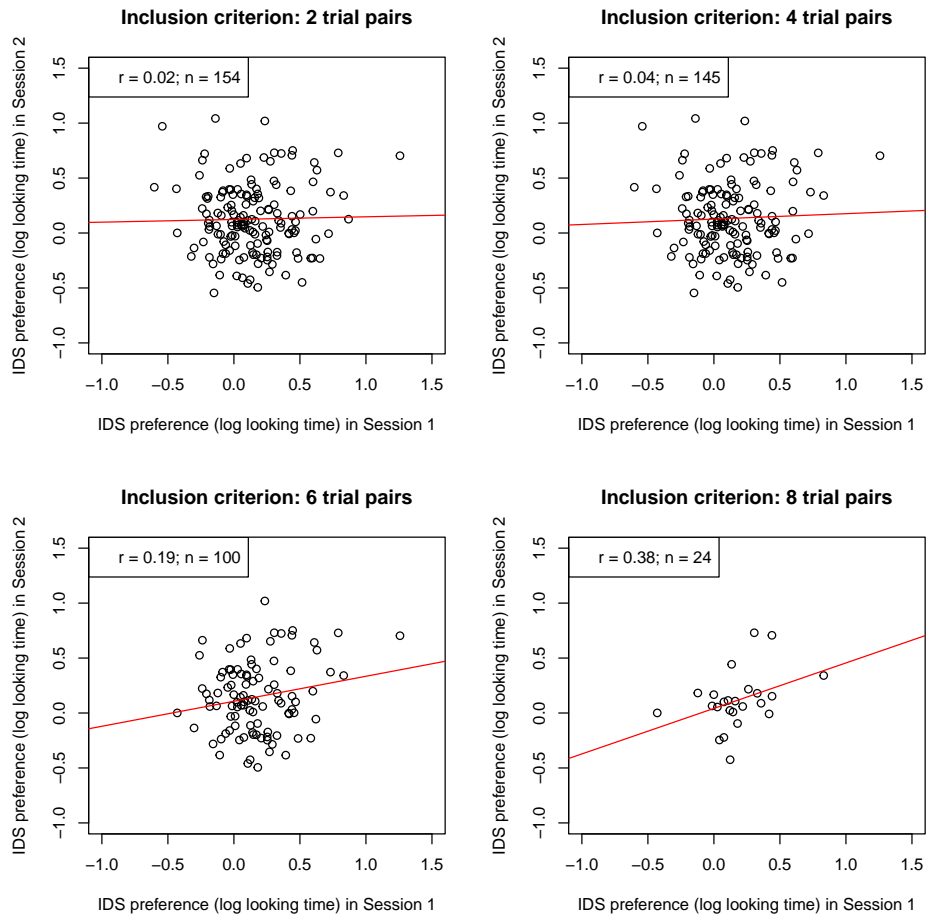 Inclusion criterion: 2 trial pairs
r = 0.02; n = 154
IDS preference (log looking time) in Session 2
1.5
1.0
0.5
0.0
−0.5
−1.0
−1.0 −0.5 0.0 0.5 1.0 1.5
IDS preference (log looking time) in Session 1
Inclusion criterion: 4 trial pairs
r = 0.04; n = 145
IDS preference (log looking time) in Session 2
1.5
1.0
0.5
0.0
−0.5
−1.0
−1.0 −0.5 0.0 0.5 1.0 1.5
IDS preference (log looking time) in Session 1
Inclusion criterion: 6 trial pairs
r = 0.19; n = 100
IDS preference (log looking time) in Session 2
1.5
1.0
0.5
0.0
−0.5
−1.0
−1.0 −0.5 0.0 0.5 1.0 1.5
IDS preference (log looking time) in Session 1
Inclusion criterion: 8 trial pairs
r = 0.38; n = 24
IDS preference (log looking time) in Session 2
1.5
1.0
0.5
0.0
−0.5
−1.0
−1.0 −0.5 0.0 0.5 1.0 1.5
IDS preference (log looking time) in Session 1